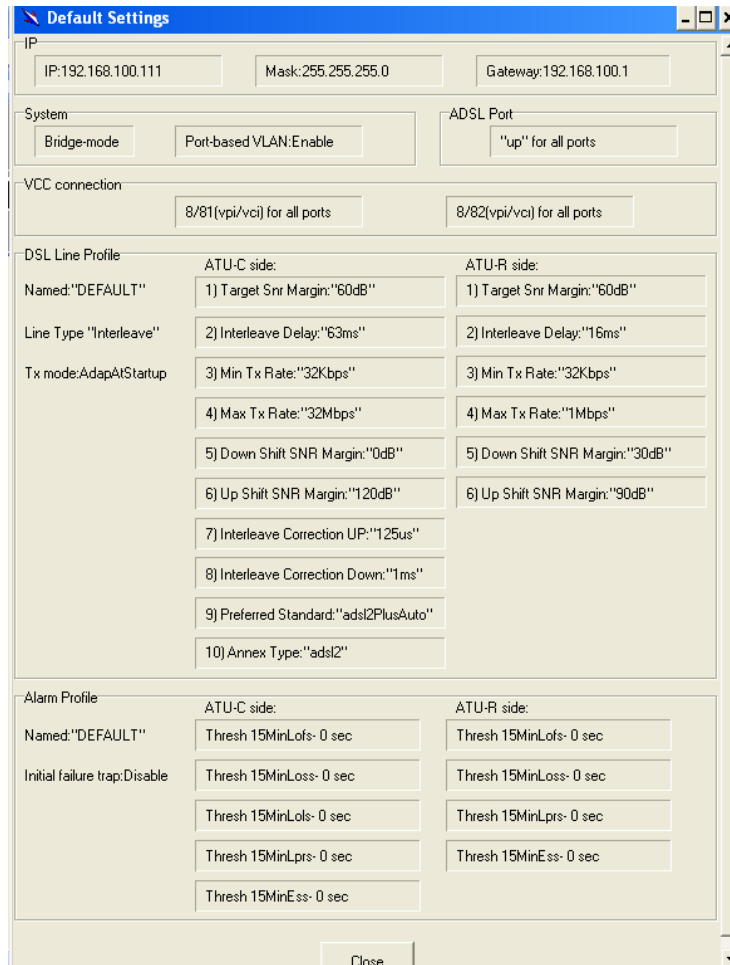 Default Settings
IP
IP:192.168.100.111 Mask:255.255.255.0 Gateway:192.168.100.1
System
Bridge-mode Port-based VLAN:Enable
ADSL Port
"up" for all ports
VCC connection
8/81(vpi/vci) for all ports 8/82(vpi/vci) for all ports
DSL Line Profile
ATU-C side: ATU-R side:
Named:"DEFAULT" 1) Target Snr Margin:"60dB" 1) Target Snr Margin:"60dB"
Line Type "Interleave" 2) Interleave Delay:"63ms" 2) Interleave Delay:"16ms"
Tx mode:AdapAtStartup 3) Min Tx Rate:"32Kbps" 3) Min Tx Rate:"32Kbps"
4) Max Tx Rate:"32Mbps" 4) Max Tx Rate:"1Mbps"
5) Down Shift SNR Margin:"0dB" 5) Down Shift SNR Margin:"30dB"
6) Up Shift SNR Margin:"120dB" 6) Up Shift SNR Margin:"90dB"
7) Interleave Correction UP:"125us"
8) Interleave Correction Down:"1ms"
9) Preferred Standard:"adsl2PlusAuto"
10) Annex Type:"adsl2"
Alarm Profile
ATU-C side: ATU-R side:
Named:"DEFAULT" Thresh 15MinLofs- 0 sec Thresh 15MinLofs- 0 sec
Initial failure trap:Disable Thresh 15MinLoss- 0 sec Thresh 15MinLoss- 0 sec
Thresh 15MinLols- 0 sec Thresh 15MinLprs- 0 sec
Thresh 15MinLprs- 0 sec Thresh 15MinEss- 0 sec
Thresh 15MinEss- 0 sec
Close